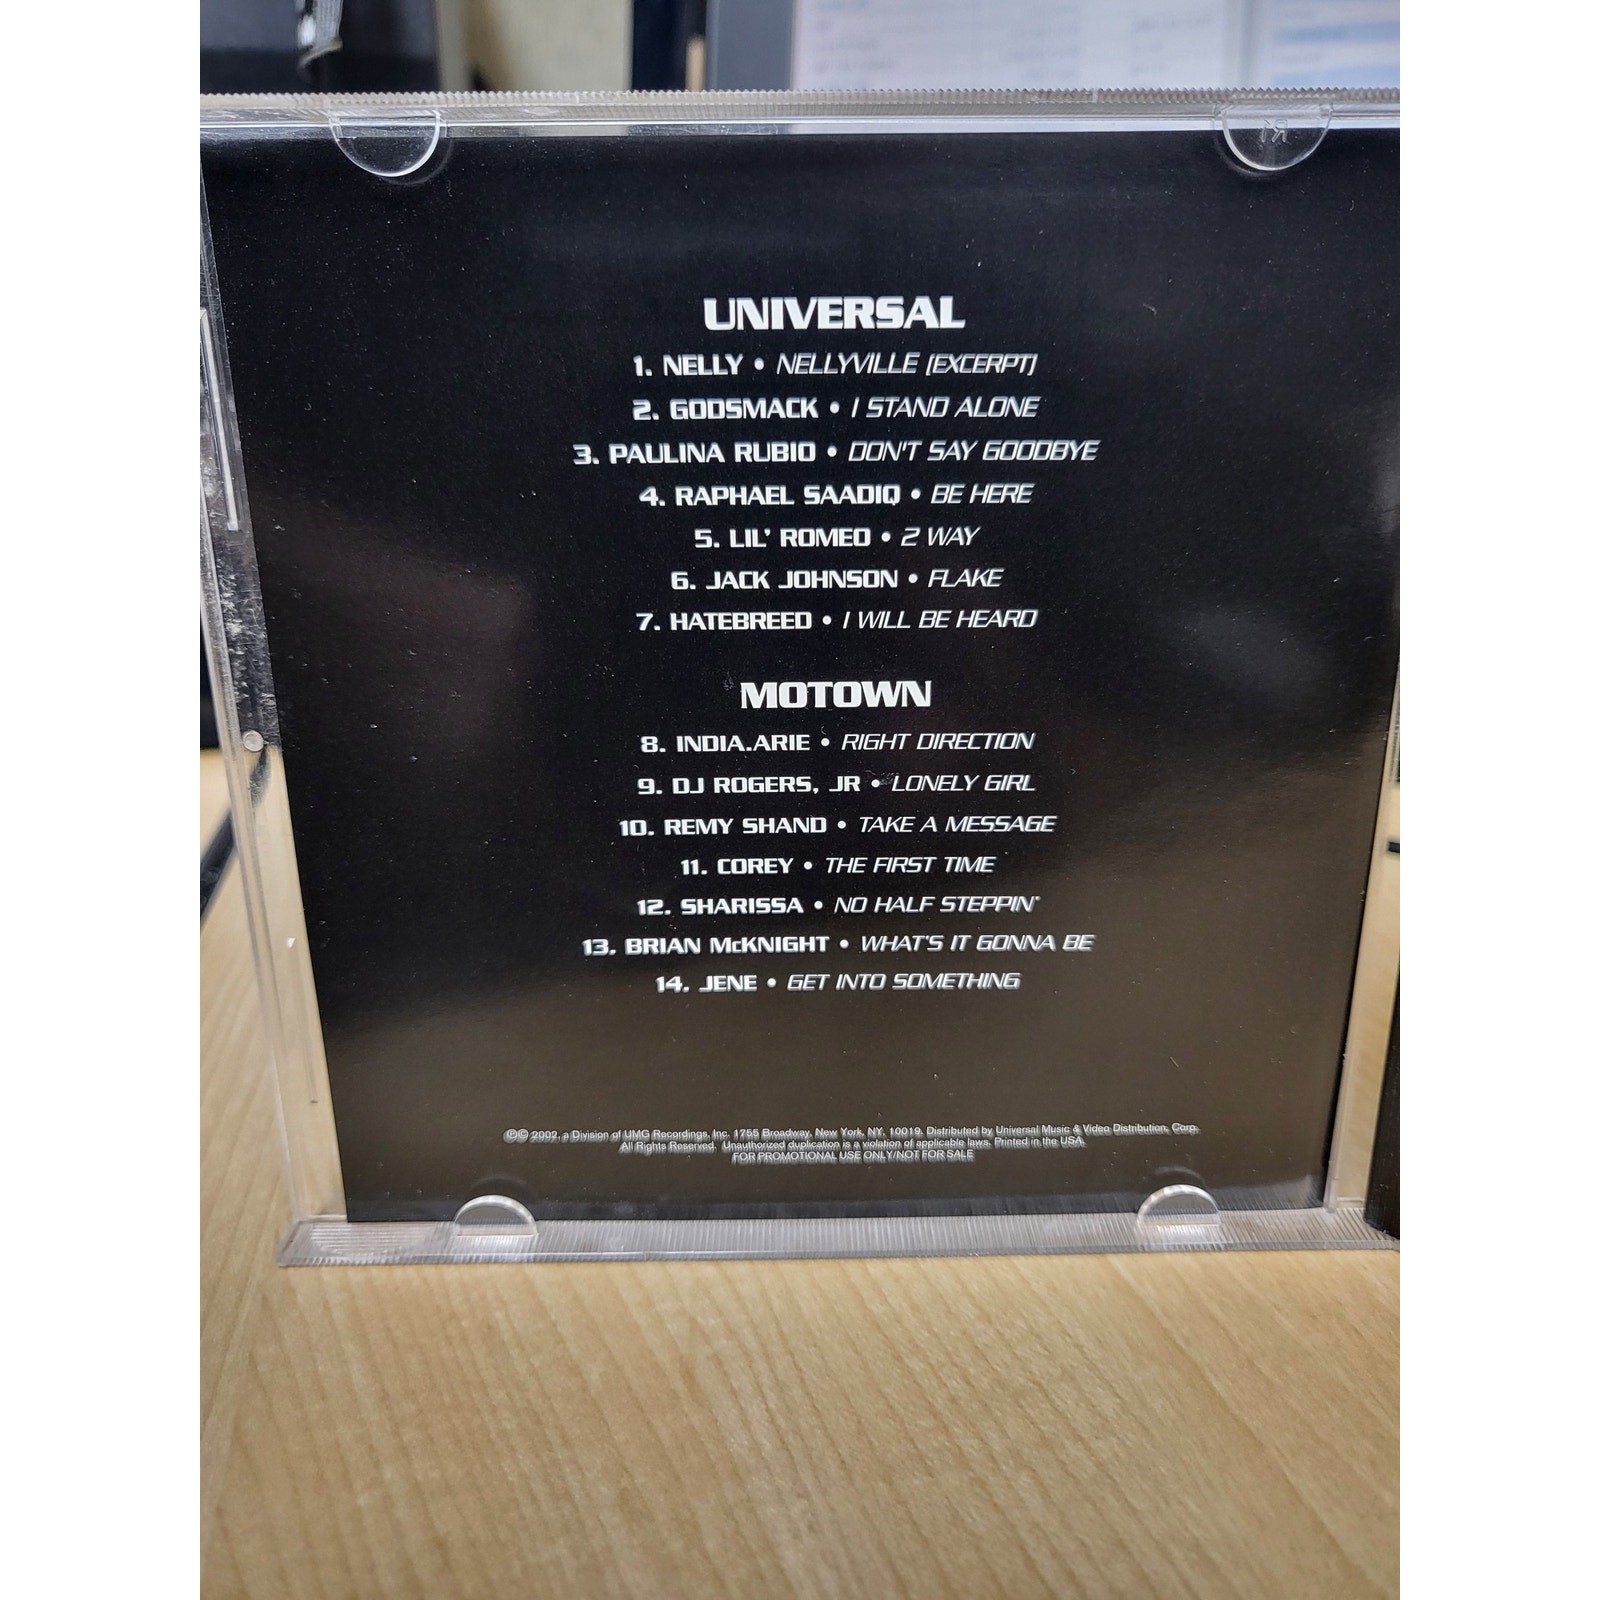 UNIVERSAL
1. NELLY • NELLYVILLE (EXCERPT)
2. GODSMACK • I STAND ALONE
3. PAULINA RUBIO • DON'T SAY GOODBYE
4. RAPHAEL SAADIQ • BE HERE
5. LIL' ROMEO • 2 WAY
6. JACK JOHNSON • FLAKE
7. HATEBREED • I WILL BE HEARD
MOTOWN
8. INDIA.ARIE • RIGHT DIRECTION
9. DJ ROGERS, JR • LONELY GIRL
10. REMY SHAND • TAKE A MESSAGE
11. COREY • THE FIRST TIME
12. SHARISSA • NO HALF STEPPIN'
13. BRIAN McKNIGHT • WHAT'S IT GONNA BE
14. JENE • GET INTO SOMETHING
℗© 2002, a Division of UMG Recordings, Inc. 1755 Broadway, New York, NY, 10019, Distributed by Universal Music & Video Distribution, Corp.
All Rights Reserved. Unauthorized duplication is a violation of applicable laws. Printed in the USA.
FOR PROMOTIONAL USE ONLY/NOT FOR SALE